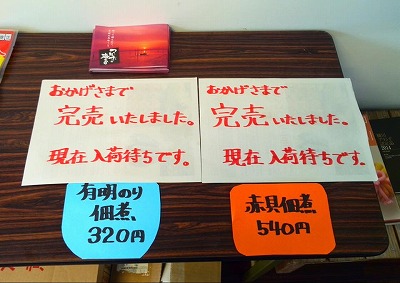 おかげさまで
完売いたしました。
現在入荷待ちです。
おかげさまで
完売いたしました。
現在入荷待ちです。
有明のり
佃煮
320円
赤貝佃煮
540円